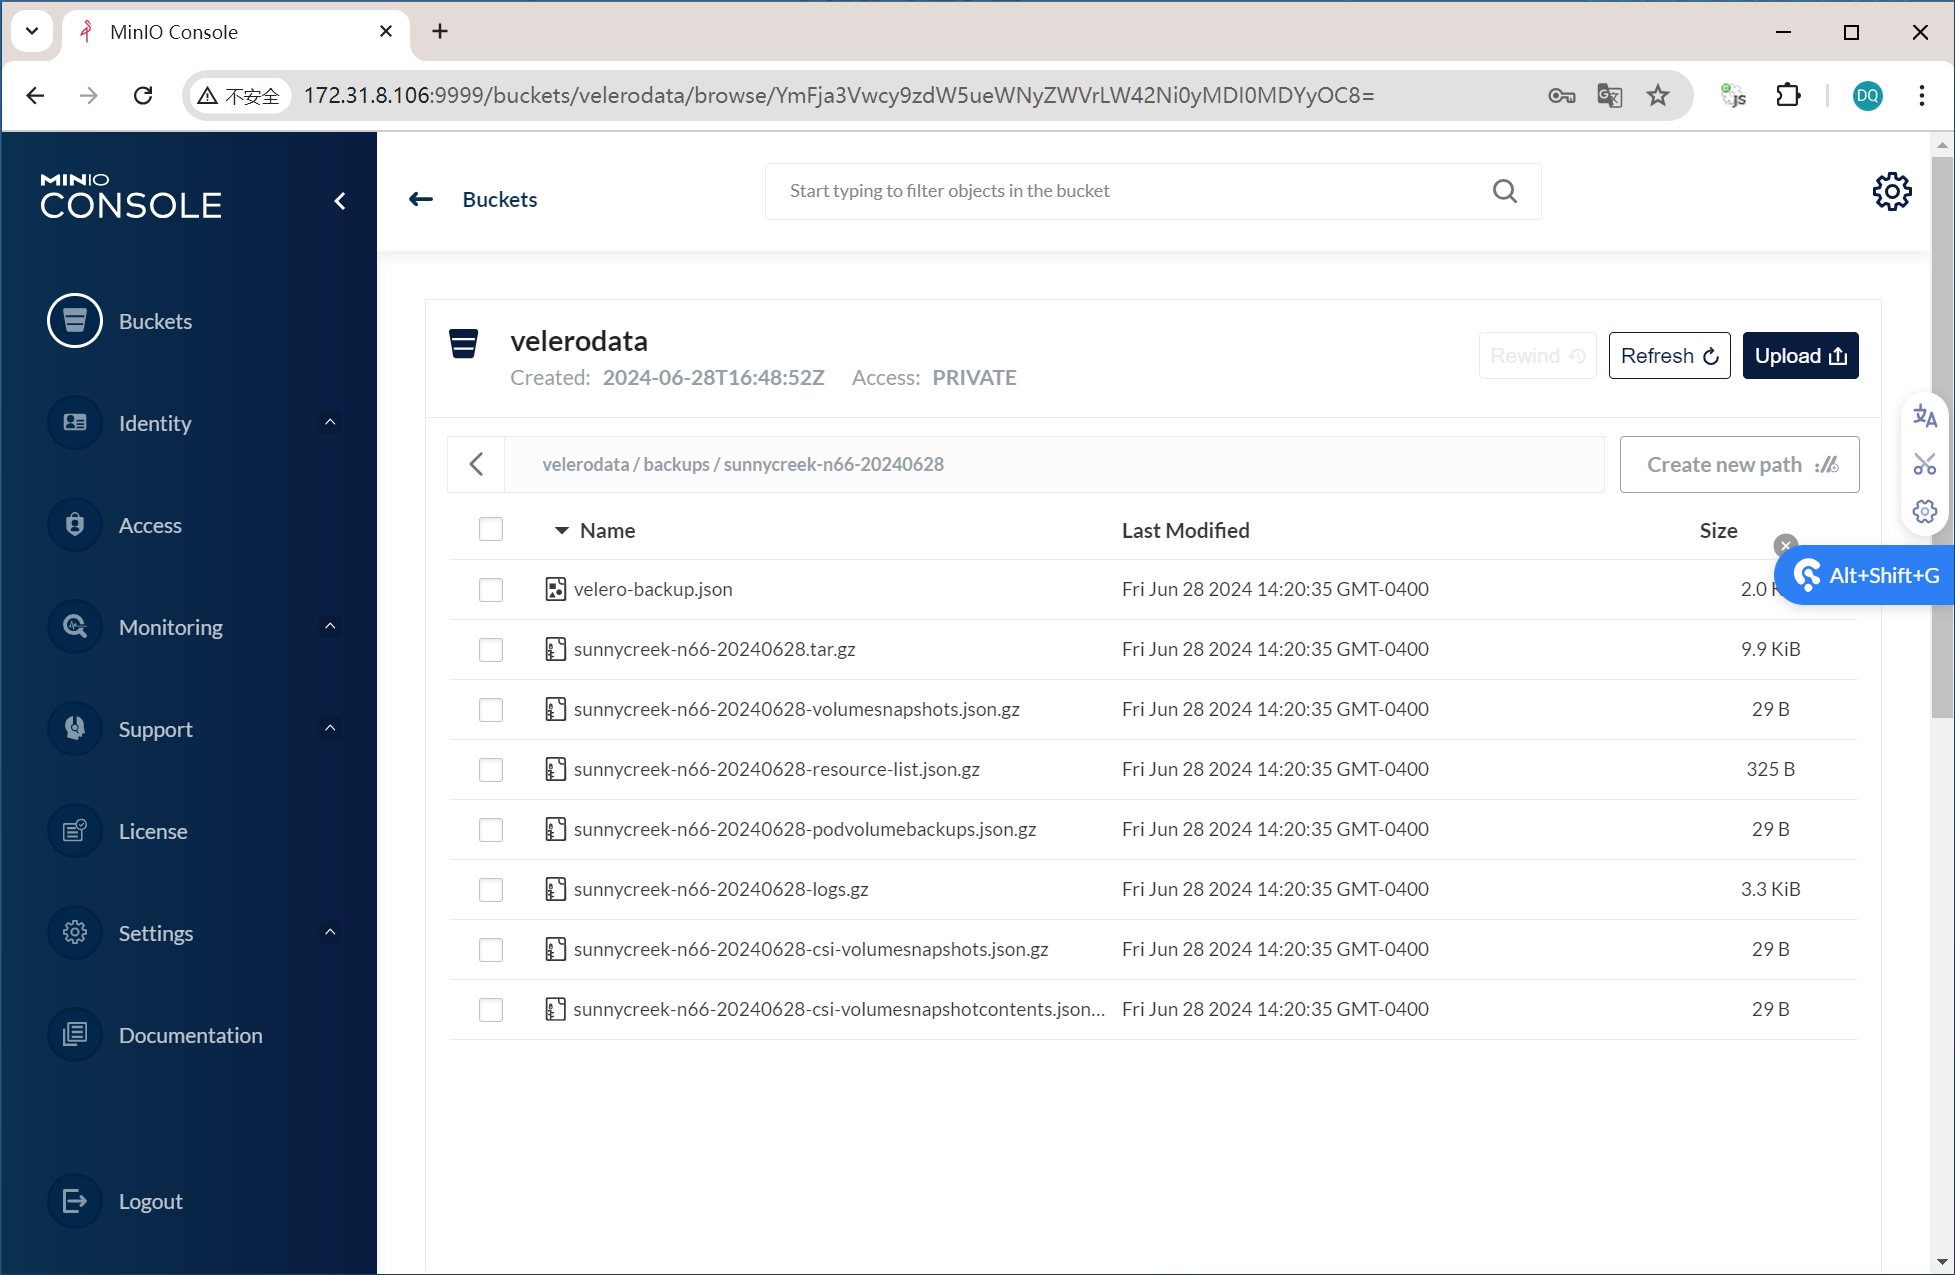 MinIO Console
不安全
172.31.8.106:9999/buckets/velerodata/browse/YmFja3Vwcy9zdW5ueWNyZWVrLW42Ni0yMDI0MDYyOC8=
JS
DQ
MINIO
CONSOLE
Buckets
Identity
Access
Monitoring
Support
License
Settings
Documentation
Logout
Buckets
Start typing to filter objects in the bucket
velerodata
Created: 2024-06-28T16:48:52Z Access: PRIVATE
Rewind
Refresh
Upload
velerodata / backups / sunnycreek-n66-20240628
Create new path
Name Last Modified Size
velero-backup.json Fri Jun 28 2024 14:20:35 GMT-0400 2.0
Alt+Shift+G
sunnycreek-n66-20240628.tar.gz Fri Jun 28 2024 14:20:35 GMT-0400 9.9 KiB
sunnycreek-n66-20240628-volumesnapshots.json.gz Fri Jun 28 2024 14:20:35 GMT-0400 29 B
sunnycreek-n66-20240628-resource-list.json.gz Fri Jun 28 2024 14:20:35 GMT-0400 325 B
sunnycreek-n66-20240628-podvolumebackups.json.gz Fri Jun 28 2024 14:20:35 GMT-0400 29 B
sunnycreek-n66-20240628-logs.gz Fri Jun 28 2024 14:20:35 GMT-0400 3.3 KiB
sunnycreek-n66-20240628-csi-volumesnapshots.json.gz Fri Jun 28 2024 14:20:35 GMT-0400 29 B
sunnycreek-n66-20240628-csi-volumesnapshotcontents.json... Fri Jun 28 2024 14:20:35 GMT-0400 29 B